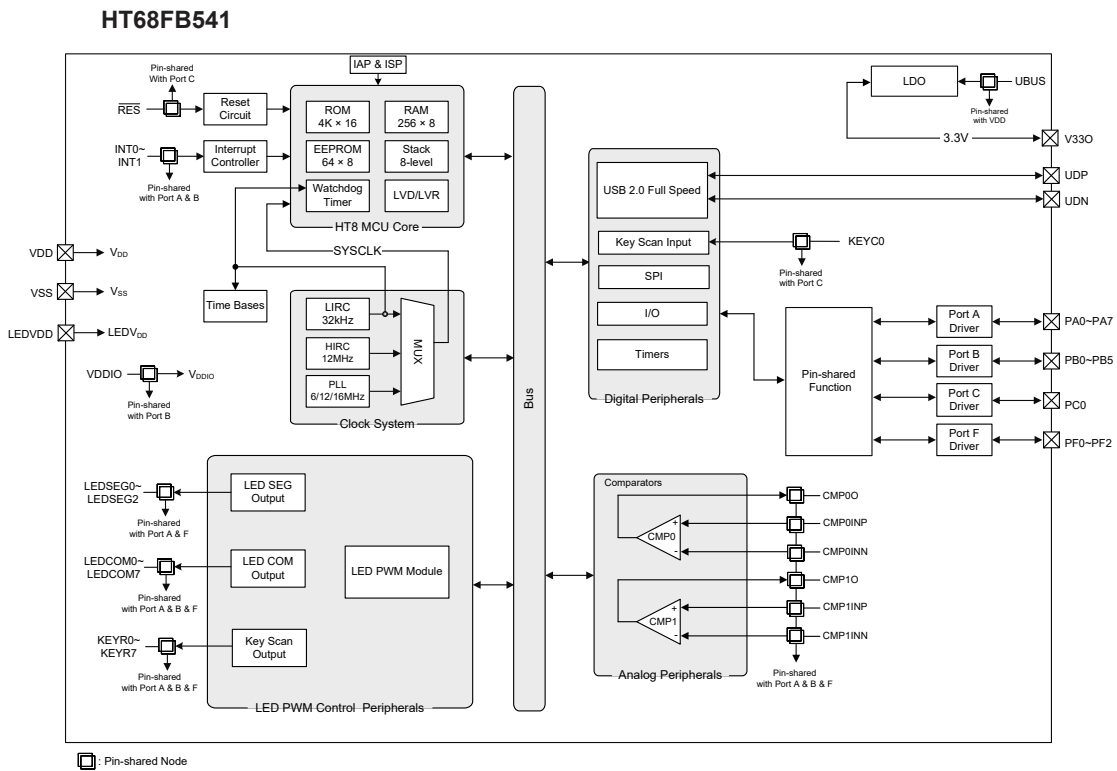 HT68FB541
IAP & ISP
Pin-shared
With Port C
RES
Reset
Circuit
INT0~
INT1
Interrupt
Controller
Pin-shared
with Port A & B
ROM
4K × 16
RAM
256 × 8
EEPROM
64 × 8
Stack
8-level
Watchdog
Timer
LVD/LVR
HT8 MCU Core
SYSCLK
VDD
VDD
VSS
VSS
LEDVDD
LEDVDD
VDDIO
VDDIO
Pin-shared
with Port B
Time Bases
LIRC
32kHz
HIRC
12MHz
PLL
6/12/16MHz
MUX
Clock System
Bus
LDO
UBUS
Pin-shared
with VDD
3.3V
V33O
UDP
UDN
USB 2.0 Full Speed
Key Scan Input
KEYC0
Pin-shared
with Port C
SPI
I/O
Timers
Digital Peripherals
Pin-shared
Function
Port A
Driver
PA0~PA7
Port B
Driver
PB0~PB5
Port C
Driver
PC0
Port F
Driver
PF0~PF2
LEDSEG0~
LEDSEG2
Pin-shared
with Port A & F
LED SEG
Output
LEDCOM0~
LEDCOM7
Pin-shared
with Port A & B & F
LED COM
Output
KEYR0~
KEYR7
Pin-shared
with Port A & B & F
Key Scan
Output
LED PWM Module
LED PWM Control Peripherals
Comparators
CMP0
+
-
CMP0O
CMP0INP
CMP0INN
CMP1
+
-
CMP1O
CMP1INP
CMP1INN
Pin-shared
with Port A & B & F
Analog Peripherals
: Pin-shared Node